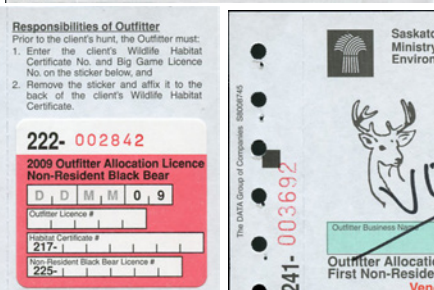 Responsibilities of Outfitter
Prior to the client's hunt, the Outfitter must:
1. Enter the client's Wildlife Habitat
Certificate No. and Big Game Licence
No. on the sticker below, and
2. Remove the sticker and affix it to the
back of the client's Wildlife Habitat
Certificate.
222- 002842
2009 Outfitter Allocation Licence
Non-Resident Black Bear
D D M M 0 9
Outfitter Licence #
Habitat Certificate #
217-
Non-Resident Black Bear Licence #
225-
The DATA Group of Companies S8008745
241- 003692
Saskatc
Ministry
Environ
Outfitter Business Name
Outfitter Allocatio
First Non-Reside